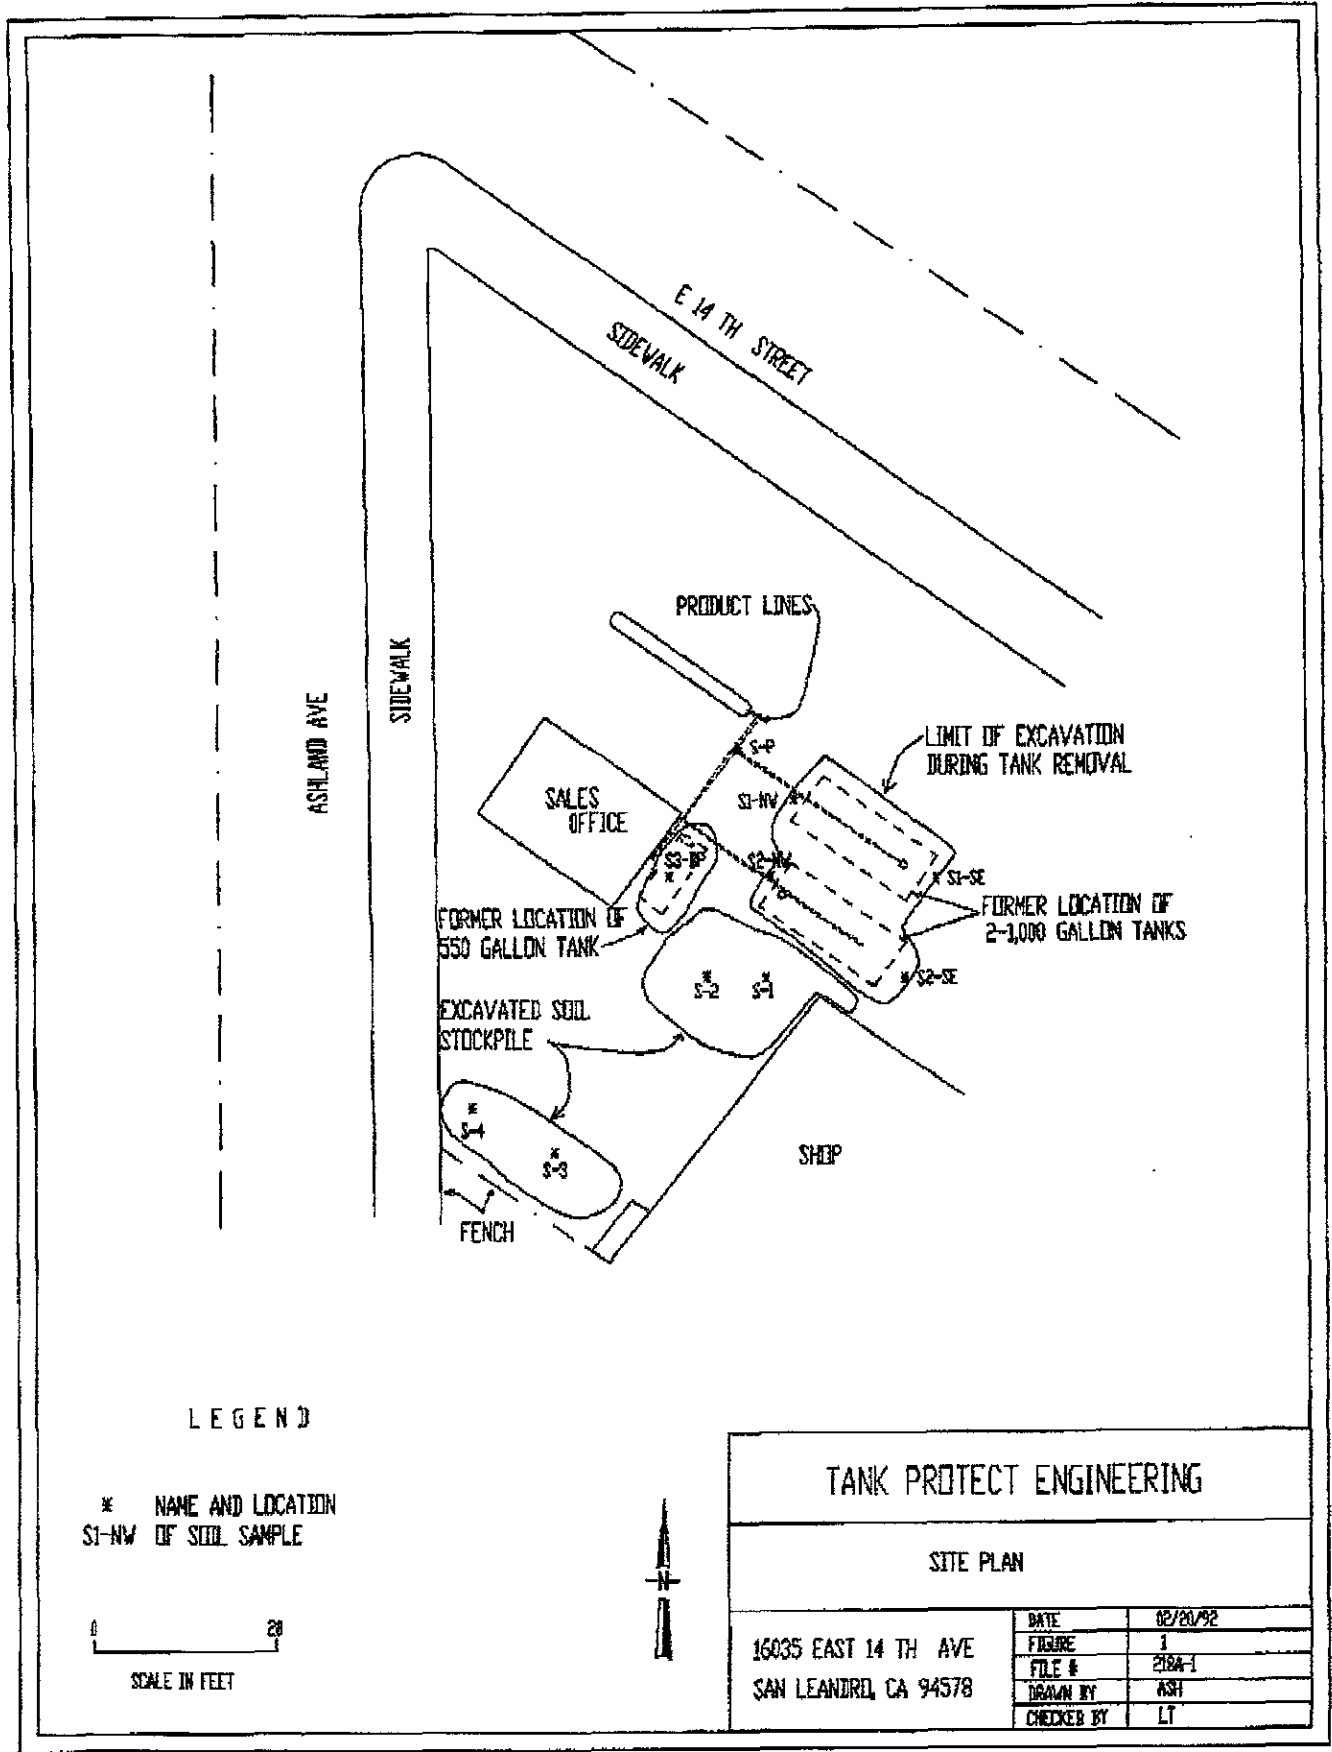 E 14 TH STREET
SIDEWALK
PRODUCT LINES
SIDEWALK
ASHLAND AVE
LIMIT OF EXCAVATION
DURING TANK REMOVAL
S-P
SALES
OFFICE
S1-NW
S2-NW
S1-SE
FORMER LOCATION OF
2-1,000 GALLON TANKS
FORMER LOCATION OF
550 GALLON TANK
S2-SE
S-2
S-1
EXCAVATED SOIL
STOCKPILE
S-4
S-3
SHOP
FENCH
LEGEND
* NAME AND LOCATION
S1-NW OF SOIL SAMPLE
0 20
SCALE IN FEET
N
TANK PROTECT ENGINEERING
SITE PLAN
16035 EAST 14 TH AVE
SAN LEANDRO, CA 94578
DATE 02/20/92
FIGURE 1
FILE # 218A-1
DRAWN BY ASH
CHECKED BY LT